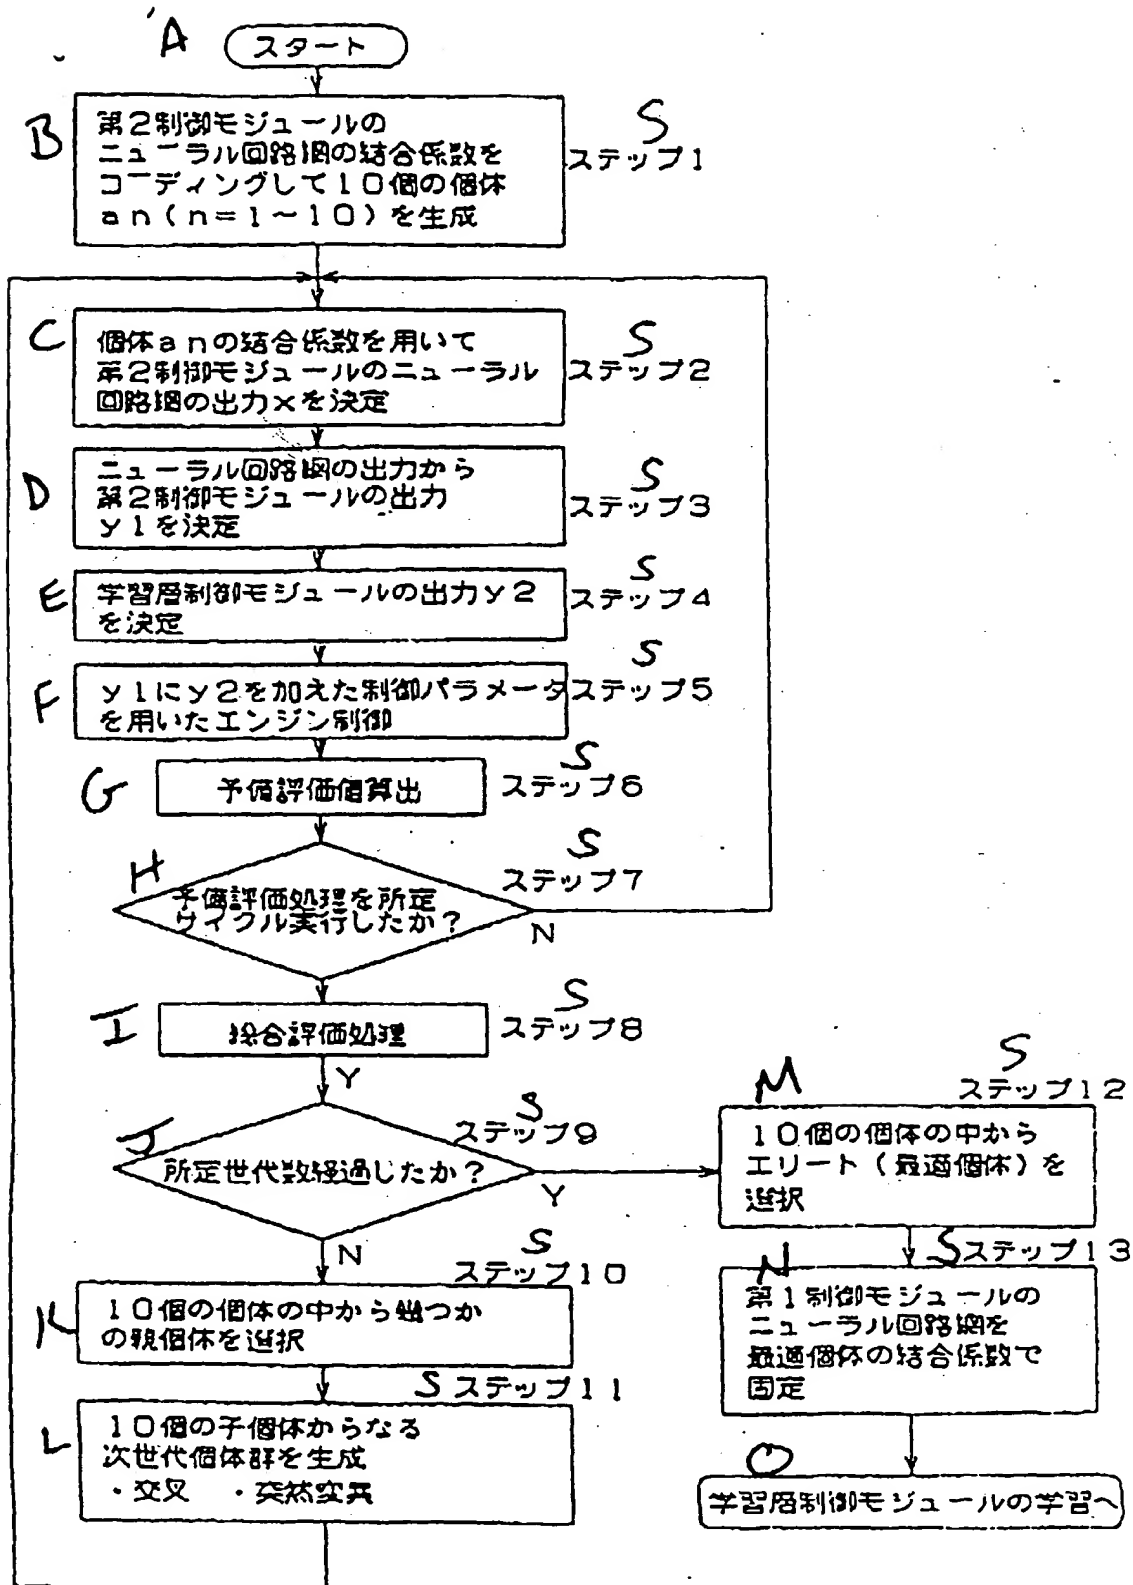 A
スタート
B
第2制御モジュールの
ニューラル回路網の結合係数を
コーディングして10個の個体
an(n=1~10)を生成
S
ステップ1
C
個体anの結合係数を用いて
第2制御モジュールのニューラル
回路網の出力xを決定
S
ステップ2
D
ニューラル回路網の出力から
第2制御モジュールの出力
y1を決定
S
ステップ3
E
学習層制御モジュールの出力y2
を決定
S
ステップ4
F
y1にy2を加えた制御パラメータ
を用いたエンジン制御
S
ステップ5
G
予備評価値算出
S
ステップ6
H
予備評価処理を所定
サイクル実行したか?
S
ステップ7
N
I
総合評価処理
S
ステップ8
Y
J
所定世代数経過したか?
S
ステップ9
Y
N
K
10個の個体の中から幾つか
の親個体を選択
S
ステップ10
L
10個の子個体からなる
次世代個体群を生成
・交叉 ・突然変異
S ステップ11
M
S
ステップ12
10個の個体の中から
エリート(最適個体)を
選択
N
Sステップ13
第1制御モジュールの
ニューラル回路網を
最適個体の結合係数で
固定
O
学習層制御モジュールの学習へ